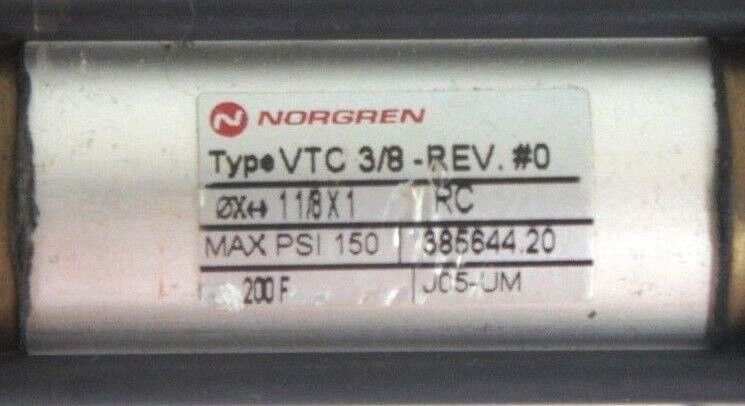 NORGREN
Type VTC 3/8 -REV. #0
ØX↔ 1 1/8 X 1 RC
MAX PSI 150 385644.20
200 F J05-UM